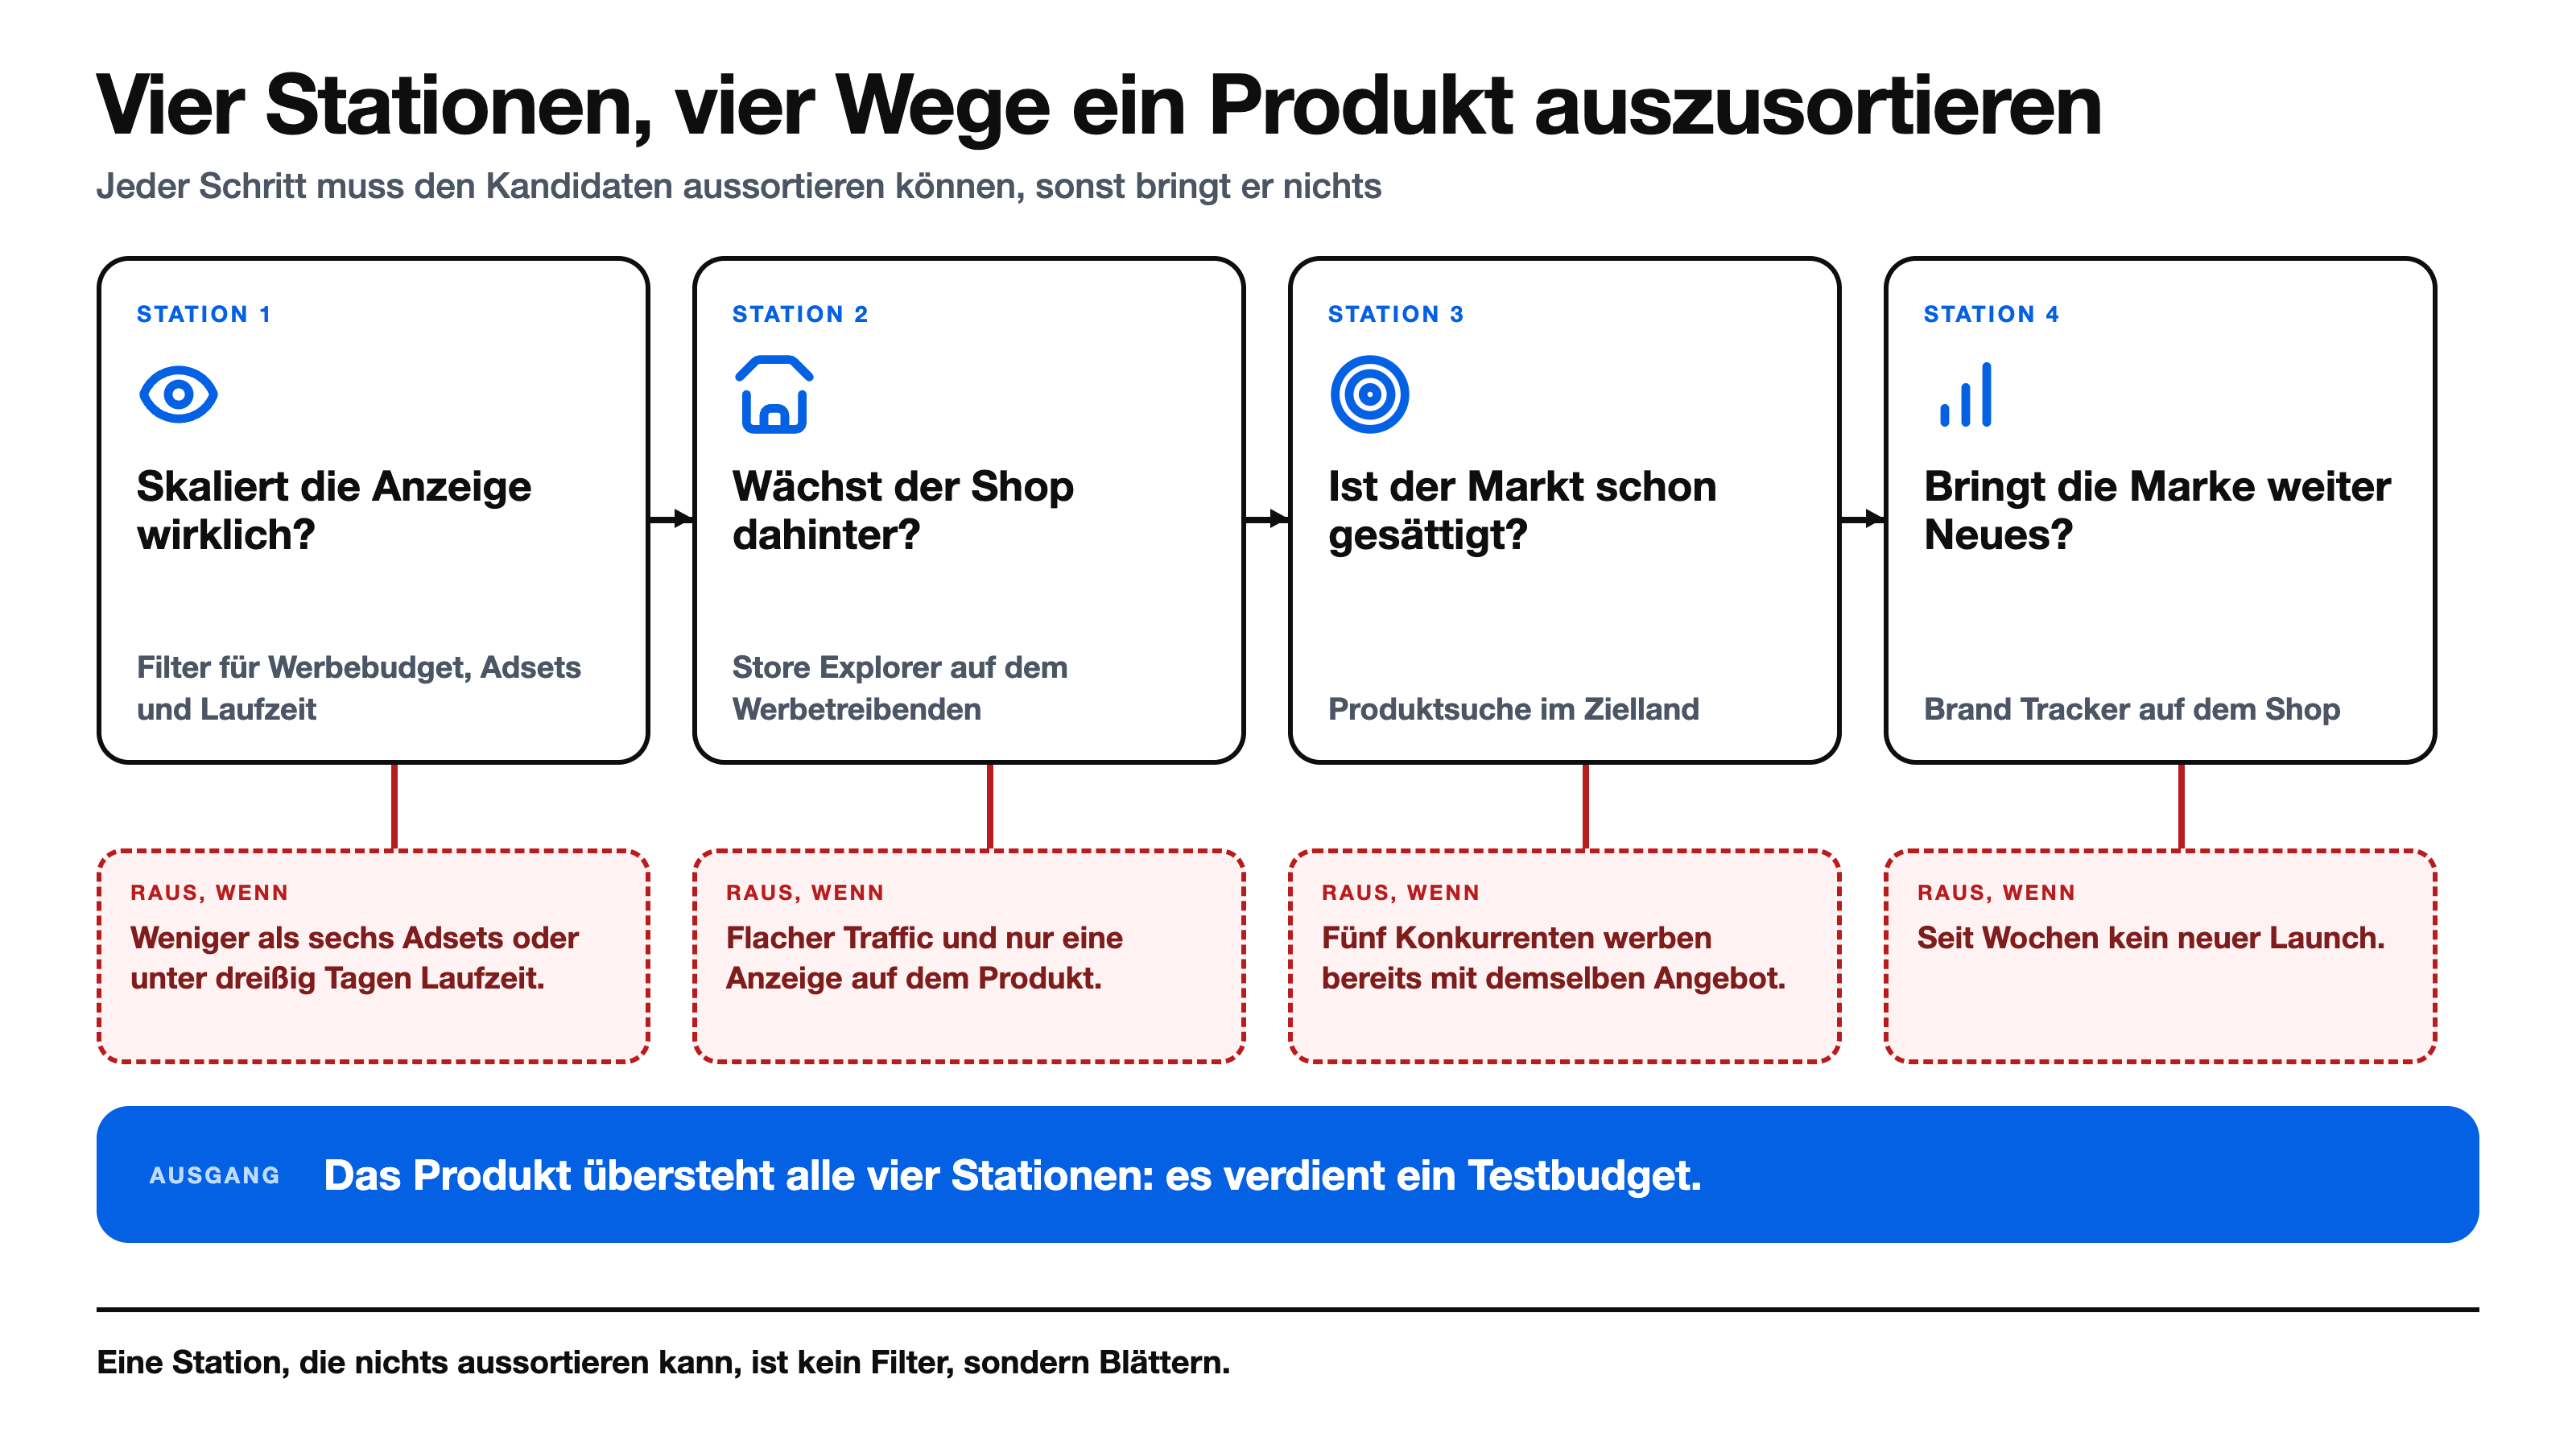 Vier Stationen, vier Wege ein Produkt auszusortieren
Jeder Schritt muss den Kandidaten aussortieren können, sonst bringt er nichts
STATION 1
Skaliert die Anzeige
wirklich?
Filter für Werbebudget, Adsets
und Laufzeit
STATION 2
Wächst der Shop
dahinter?
Store Explorer auf dem
Werbetreibenden
STATION 3
Ist der Markt schon
gesättigt?
Produktsuche im Zielland
STATION 4
Bringt die Marke weiter
Neues?
Brand Tracker auf dem Shop
RAUS, WENN
Weniger als sechs Adsets oder
unter dreißig Tagen Laufzeit.
RAUS, WENN
Flacher Traffic und nur eine
Anzeige auf dem Produkt.
RAUS, WENN
Fünf Konkurrenten werben
bereits mit demselben Angebot.
RAUS, WENN
Seit Wochen kein neuer Launch.
AUSGANG
Das Produkt übersteht alle vier Stationen: es verdient ein Testbudget.
Eine Station, die nichts aussortieren kann, ist kein Filter, sondern Blättern.